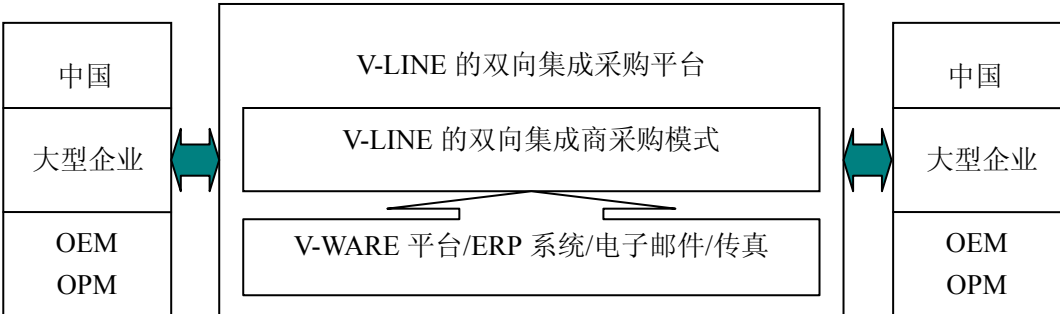 中国
大型企业
OEM
OPM
V-LINE 的双向集成采购平台
V-LINE 的双向集成商采购模式
V-WARE 平台/ERP 系统/电子邮件/传真
中国
大型企业
OEM
OPM